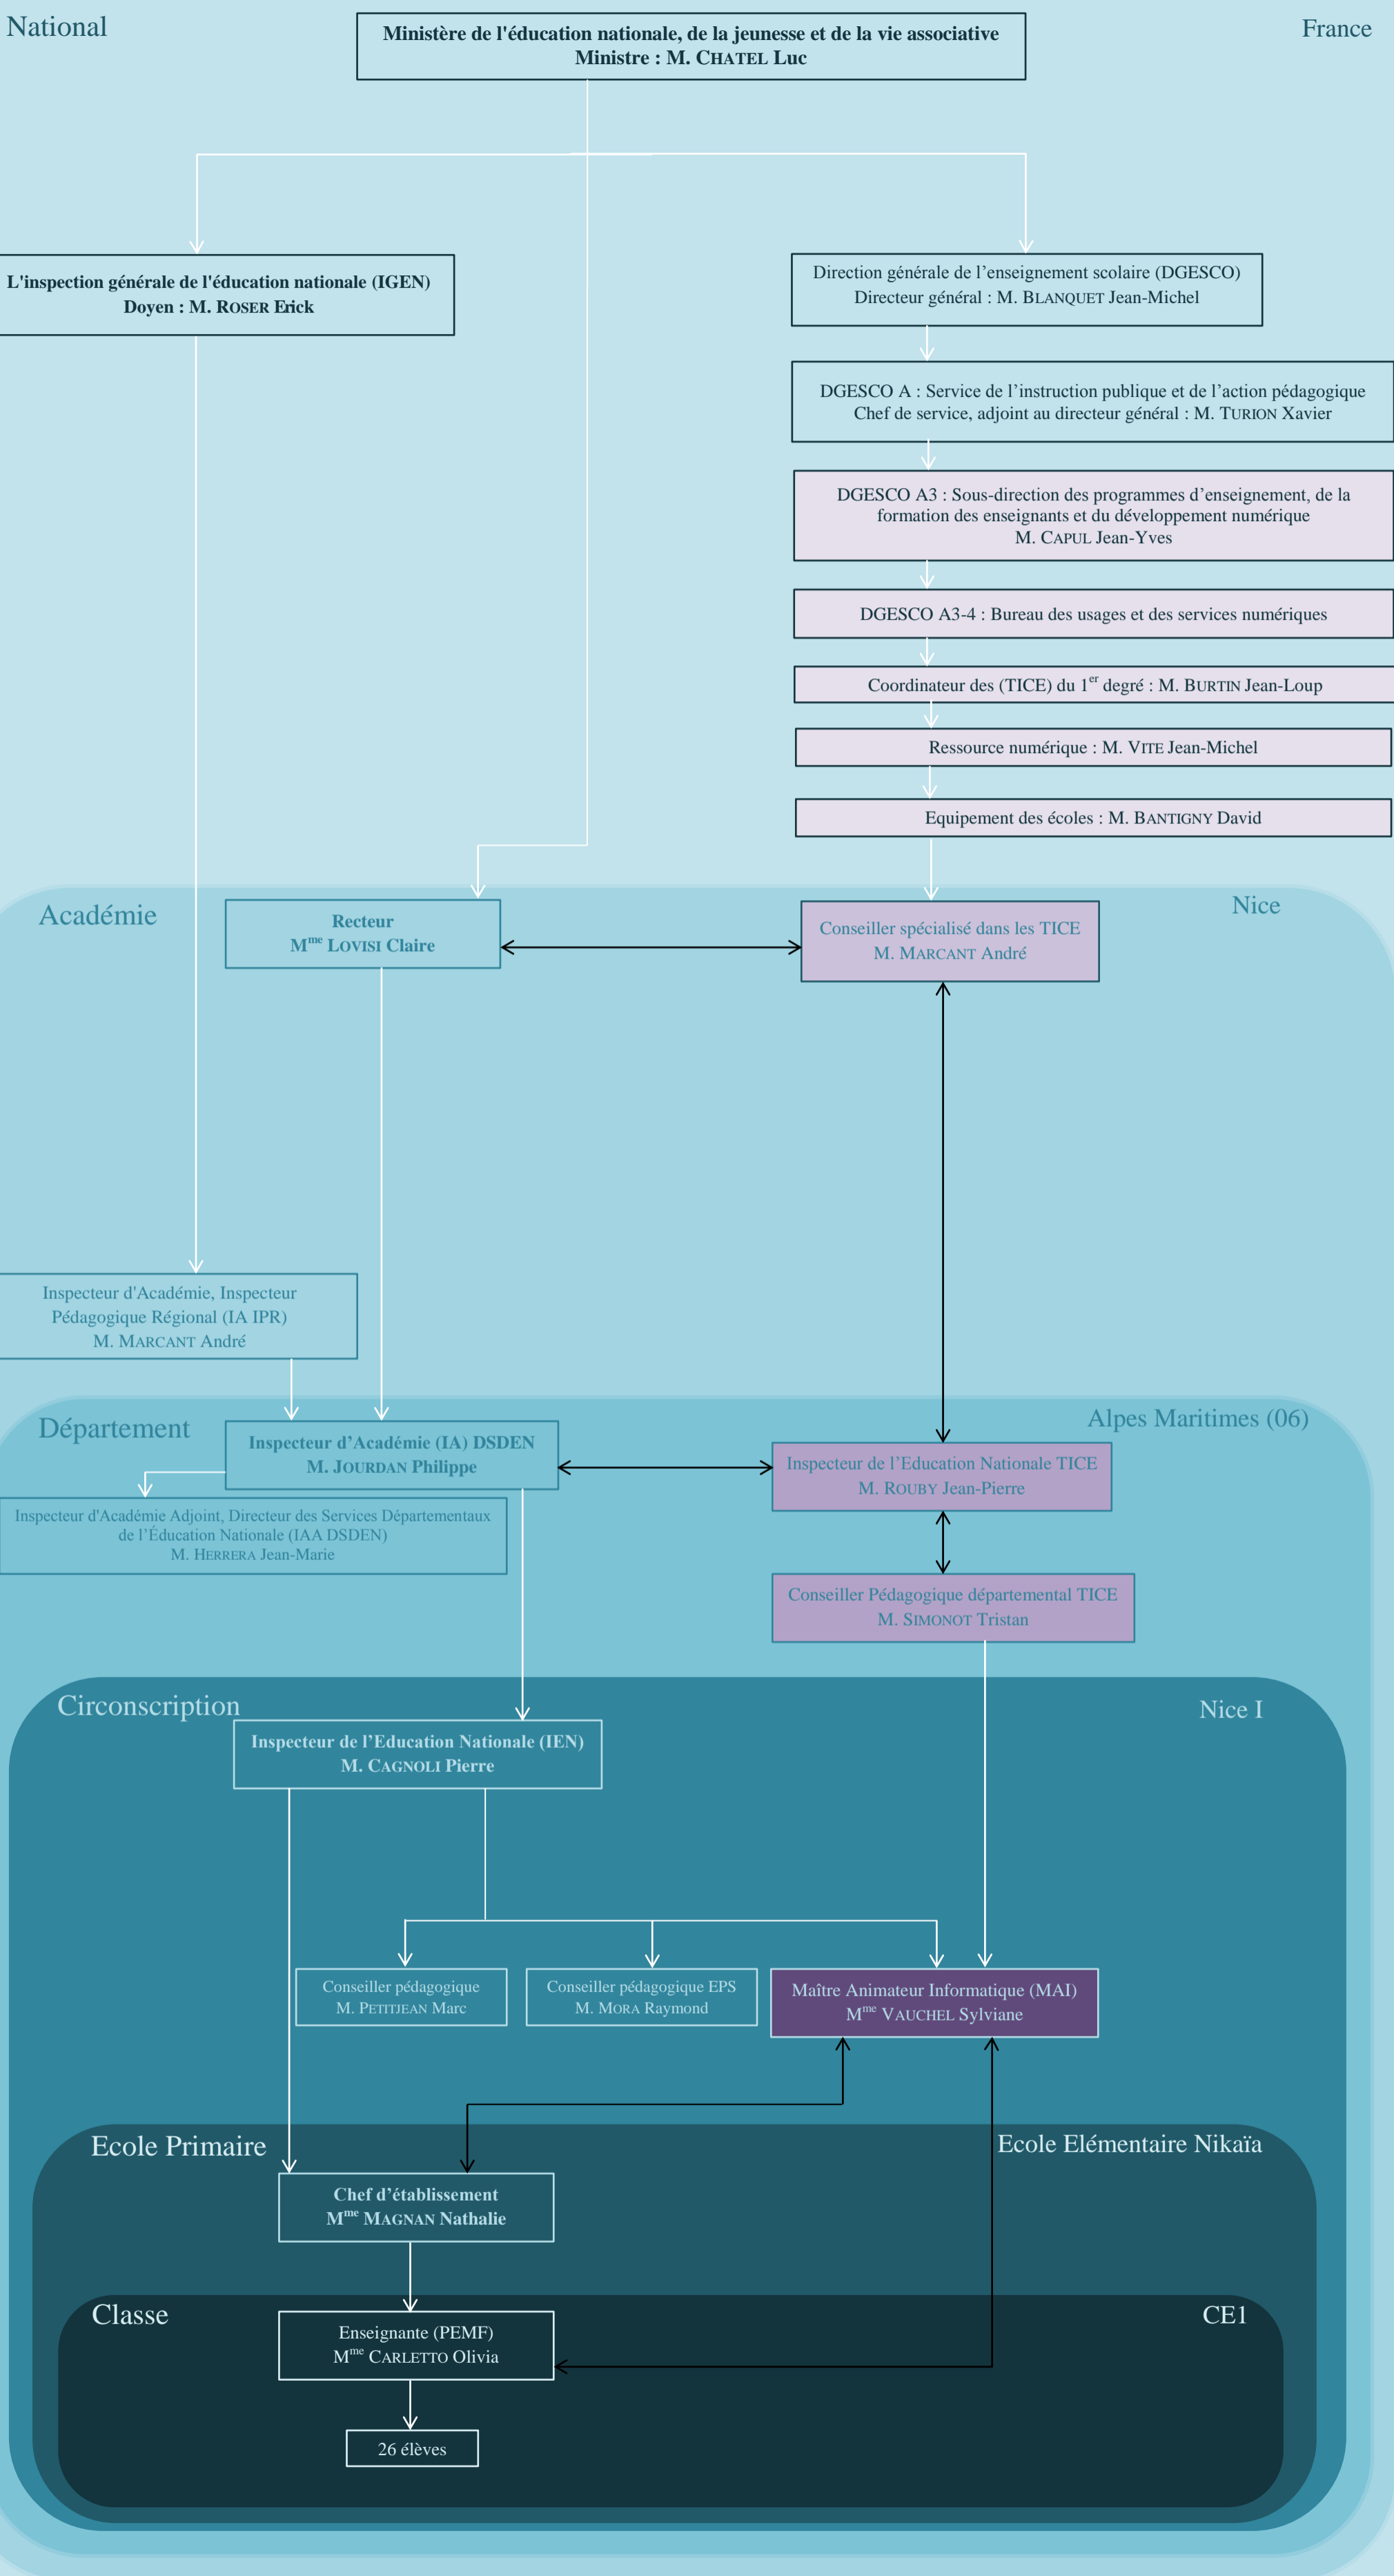 National
France
Ministère de l'éducation nationale, de la jeunesse et de la vie associative
Ministre : M. CHATEL Luc
L'inspection générale de l'éducation nationale (IGEN)
Doyen : M. ROSER Erick
Direction générale de l’enseignement scolaire (DGESCO)
Directeur général : M. BLANQUET Jean-Michel
DGESCO A : Service de l’instruction publique et de l’action pédagogique
Chef de service, adjoint au directeur général : M. TURION Xavier
DGESCO A3 : Sous-direction des programmes d’enseignement, de la
formation des enseignants et du développement numérique
M. CAPUL Jean-Yves
DGESCO A3-4 : Bureau des usages et des services numériques
Coordinateur des (TICE) du 1er degré : M. BURTIN Jean-Loup
Ressource numérique : M. VITE Jean-Michel
Equipement des écoles : M. BANTIGNY David
Académie
Nice
Recteur
Mme LOVISI Claire
Conseiller spécialisé dans les TICE
M. MARCANT André
Inspecteur d'Académie, Inspecteur
Pédagogique Régional (IA IPR)
M. MARCANT André
Département
Alpes Maritimes (06)
Inspecteur d’Académie (IA) DSDEN
M. JOURDAN Philippe
Inspecteur de l’Education Nationale TICE
M. ROUBY Jean-Pierre
Inspecteur d'Académie Adjoint, Directeur des Services Départementaux
de l’Éducation Nationale (IAA DSDEN)
M. HERRERA Jean-Marie
Conseiller Pédagogique départemental TICE
M. SIMONOT Tristan
Circonscription
Nice I
Inspecteur de l’Education Nationale (IEN)
M. CAGNOLI Pierre
Conseiller pédagogique
M. PETITJEAN Marc
Conseiller pédagogique EPS
M. MORA Raymond
Maître Animateur Informatique (MAI)
Mme VAUCHEL Sylviane
Ecole Primaire
Ecole Elémentaire Nikaïa
Chef d’établissement
Mme MAGNAN Nathalie
Classe
CE1
Enseignante (PEMF)
Mme CARLETTO Olivia
26 élèves